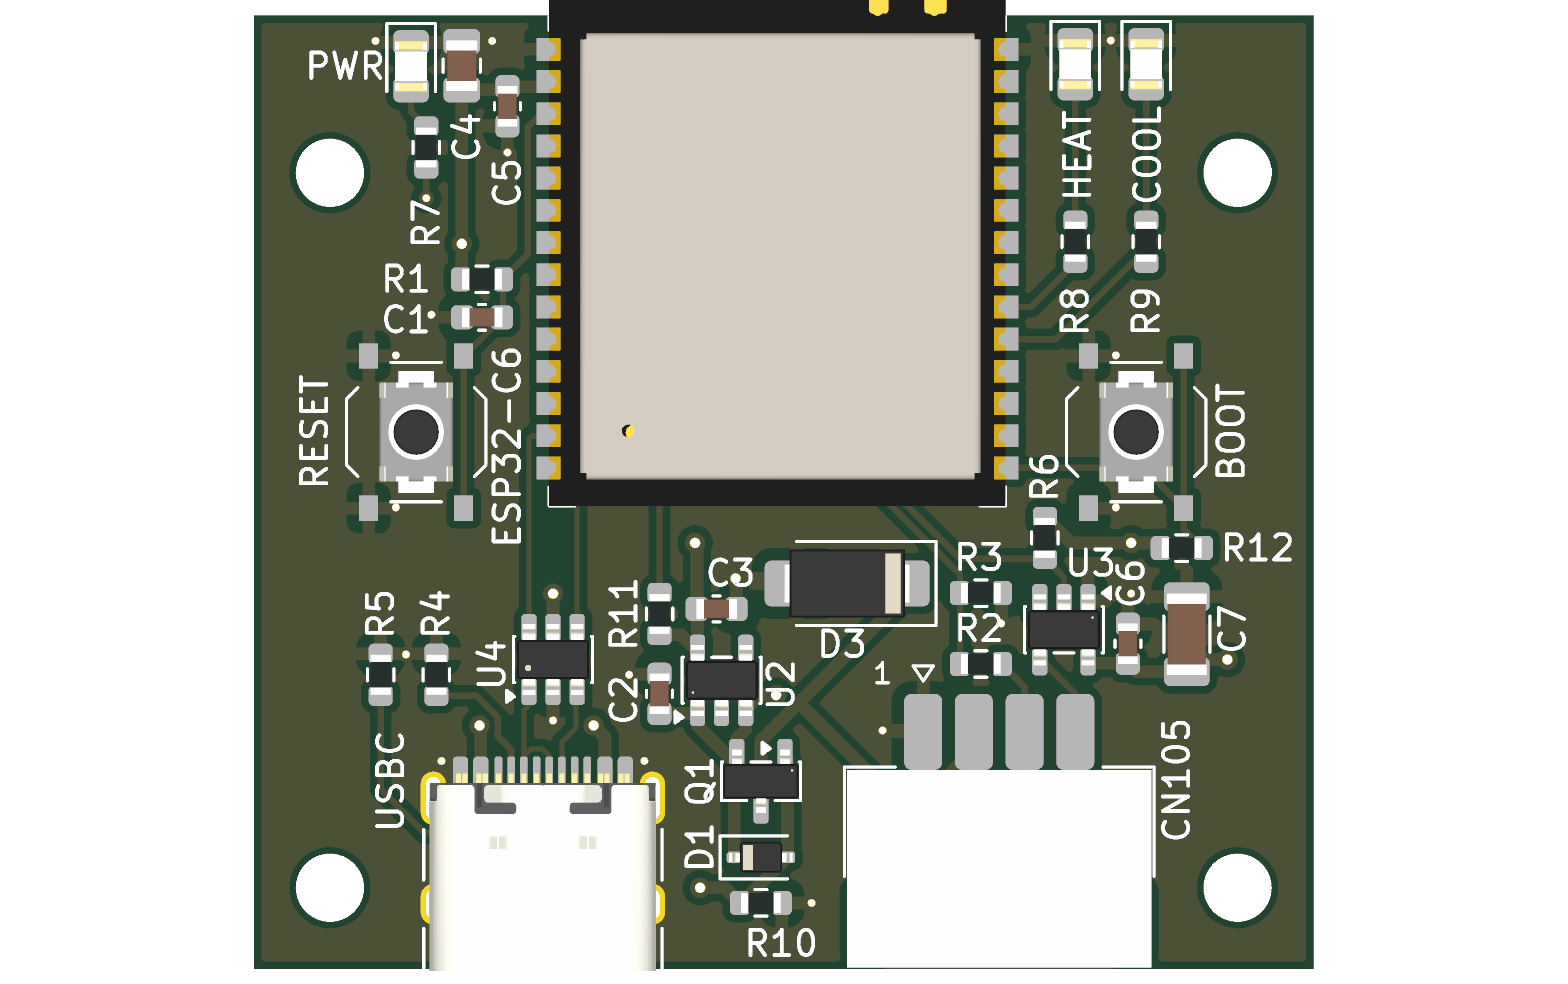 PWR
C4
C5
R7
HEAT
COOL
R1
C1
R8
R9
RESET
ESP32-C6
BOOT
R6
R12
U3
C6
R3
C3
R5
R4
R11
C7
R2
D3
U4
U2
1
C2
USBC
CN105
Q1
D1
R10